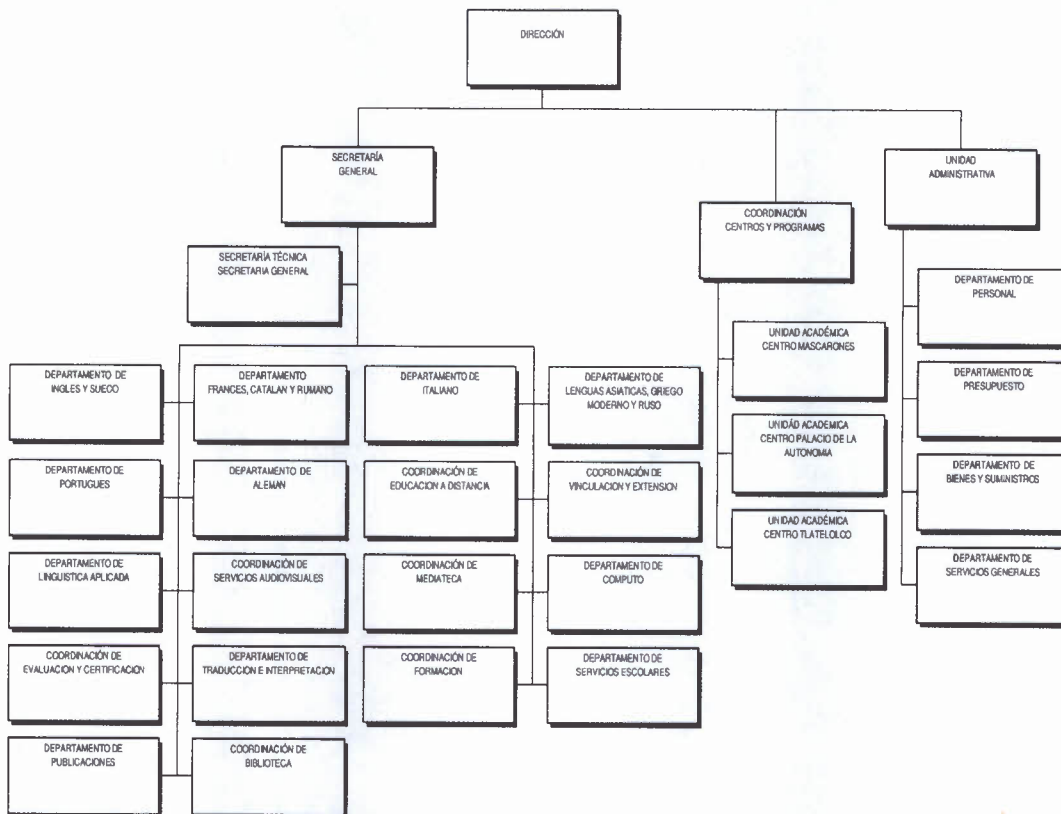 DIRECCIÓN
SECRETARÍA
GENERAL
UNIDAD
ADMINISTRATIVA
COORDINACIÓN
CENTROS Y PROGRAMAS
SECRETARÍA TÉCNICA
SECRETARIA GENERAL
DEPARTAMENTO DE
PERSONAL
UNIDAD ACADÉMICA
CENTRO MASCARONES
DEPARTAMENTO DE
INGLES Y SUECO
DEPARTAMENTO
FRANCES, CATALAN Y RUMANO
DEPARTAMENTO DE
ITALIANO
DEPARTAMENTO DE
LENGUAS ASIATICAS, GRIEGO
MODERNO Y RUSO
DEPARTAMENTO DE
PRESUPUESTO
UNIDAD ACADEMICA
CENTRO PALACIO DE LA
AUTONOMIA
DEPARTAMENTO DE
PORTUGUES
DEPARTAMENTO DE
ALEMAN
COORDINACIÓN DE
EDUCACION A DISTANCIA
COORDINACIÓN DE
VINCULACION Y EXTENSION
DEPARTAMENTO DE
BIENES Y SUMINISTROS
UNIDAD ACADÉMICA
CENTRO TLATELOLCO
DEPARTAMENTO DE
LINGUISTICA APLICADA
COORDINACIÓN DE
SERVICIOS AUDIOVISUALES
COORDINACIÓN DE
MEDIATECA
DEPARTAMENTO DE
COMPUTO
DEPARTAMENTO DE
SERVICIOS GENERALES
COORDINACIÓN DE
EVALUACION Y CERTIFICACION
DEPARTAMENTO DE
TRADUCCION E INTERPRETACION
COORDINACIÓN DE
FORMACION
DEPARTAMENTO DE
SERVICIOS ESCOLARES
DEPARTAMENTO DE
PUBLICACIONES
COORDINACIÓN DE
BIBLIOTECA